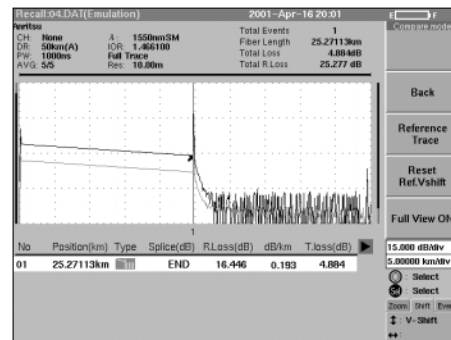 Recall:04.DAT(Emulation) 2001-Apr-16 20:01 E F
Anritsu
CH: None λ: 1550nmSM
DR: 50km(A) IOR: 1.466100
PW: 1000ns Full Trace
AVG: 5/5 Res: 10.00m
Total Events 1
Fiber Length 25.27113km
Total Loss 4.884dB
Total R.Loss 25.277 dB
Compare mode
Back
Reference
Trace
Reset
Ref.Vshift
Full View ON
1
15.000 dB/div
5.00000 km/div
No Position(km) Type Splice(dB) R.Loss(dB) dB/km T.loss(dB)
01 25.27113km END 16.446 0.193 4.884
: Select
Sel : Select
Zoom Shift Event
: V-Shift